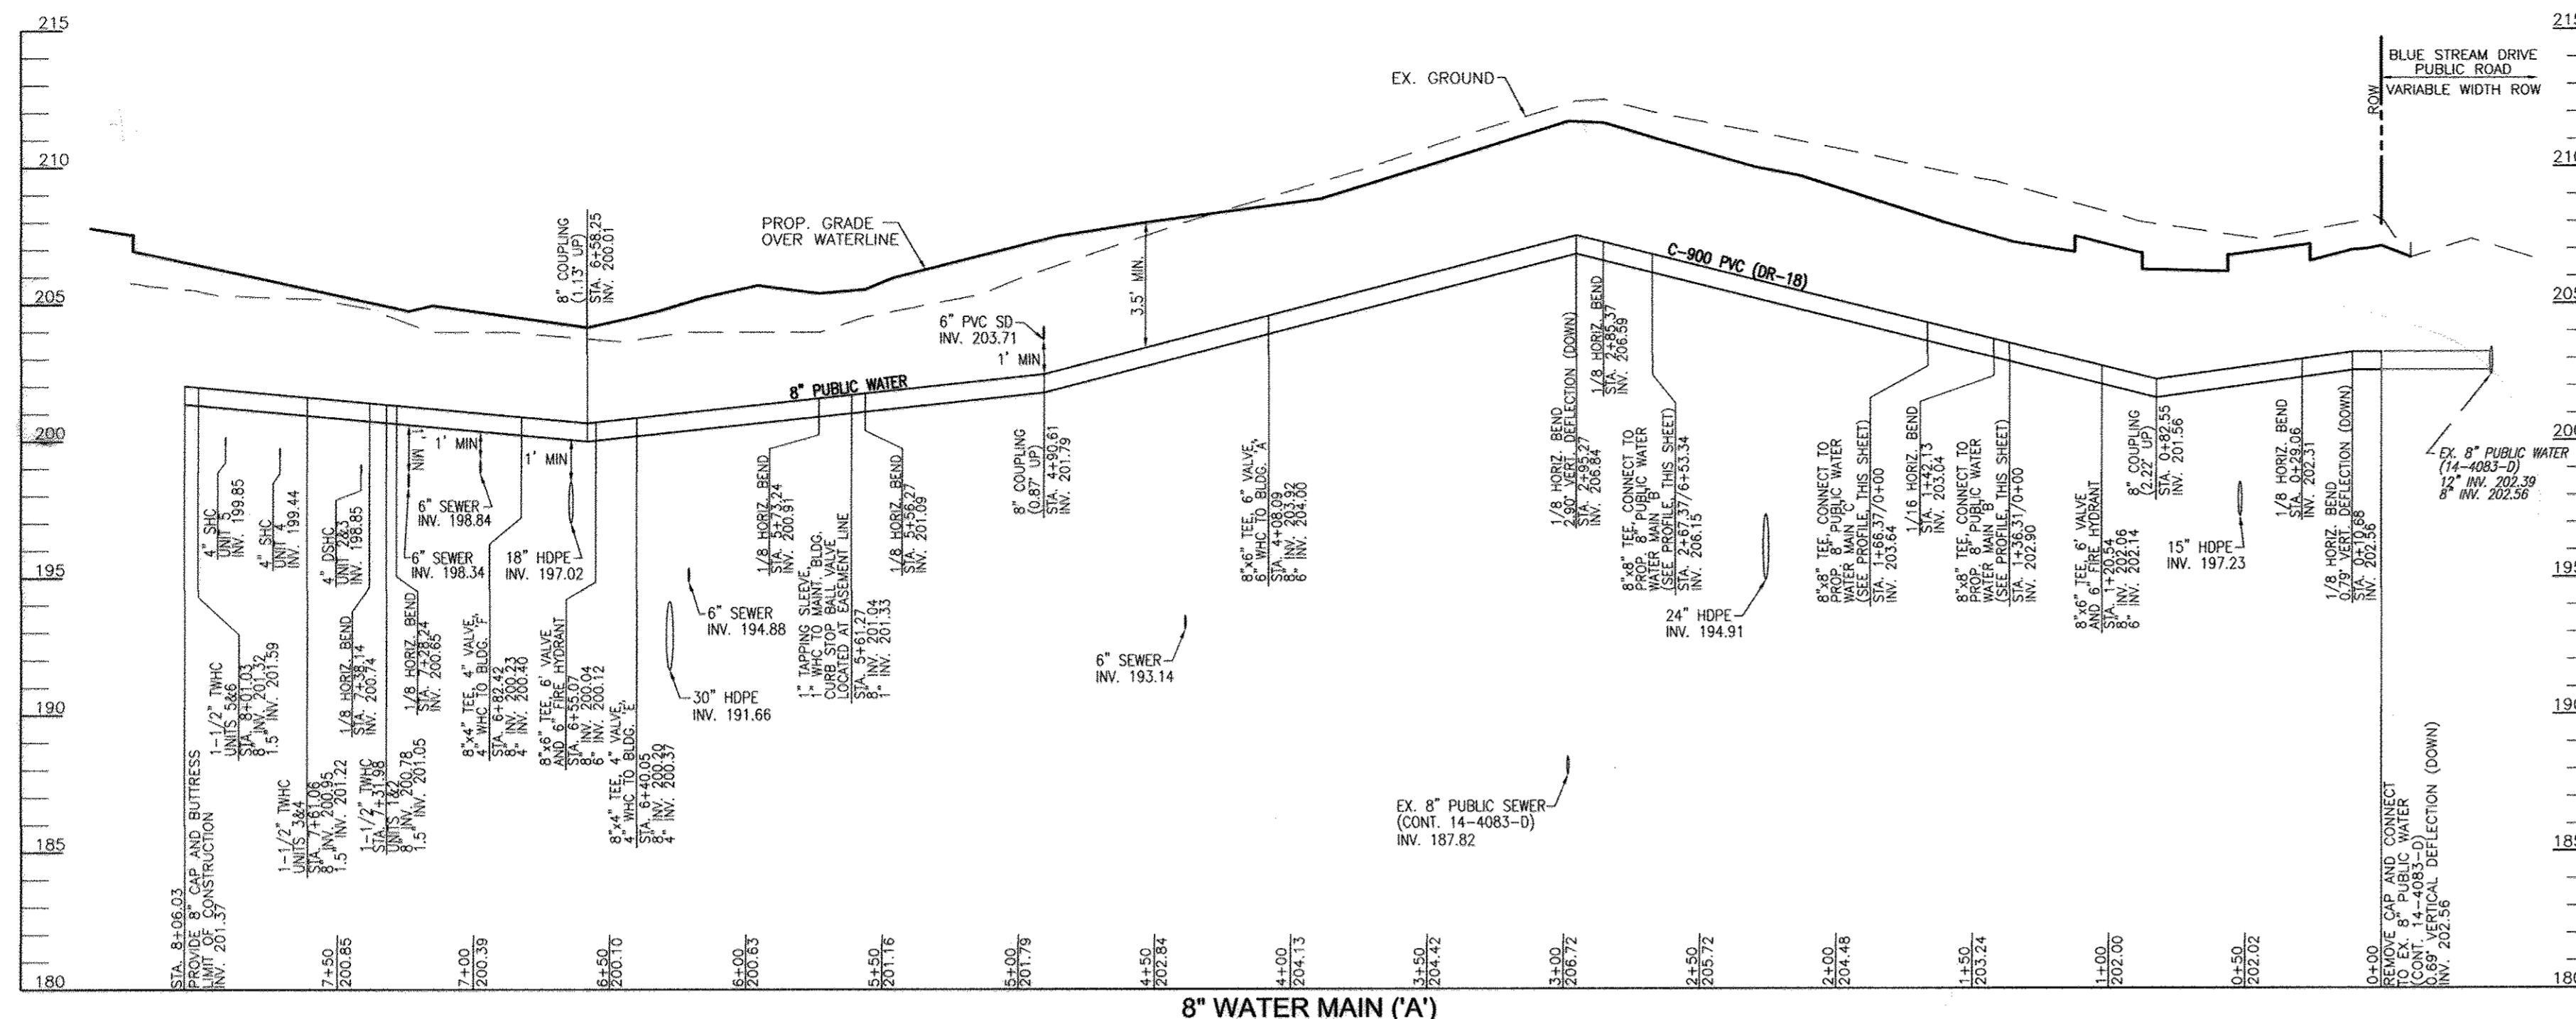 215
210
205
200
195
190
185
180
215
210
205
200
195
190
185
180
EX. GROUND
PROP. GRADE
OVER WATERLINE
BLUE STREAM DRIVE
PUBLIC ROAD
VARIABLE WIDTH ROW
ROW
8" COUPLING
(1.13' UP)
STA. 6+58.25
INV. 200.01
8" PUBLIC WATER
C-900 PVC (DR-18)
3.5' MIN.
6" PVC SD
INV. 203.71
1' MIN
STA. 8+06.03
PROVIDE 8" CAP AND BUTTRESS
LIMIT OF CONSTRUCTION
INV. 201.37
4" SHC
UNIT 5
INV. 199.85
1-1/2" TWHC
UNITS 5&6
STA. 8+01.03
8" INV. 201.32
1.5" INV. 201.59
4" SHC
UNIT 4
INV. 199.44
1-1/2" TWHC
UNITS 3&4
STA. 7+61.06
8" INV. 200.95
1.5" INV. 201.22
4" DSHC
UNIT 2&3
INV. 198.85
1/8 HORIZ. BEND
STA. 7+38.14
INV. 200.74
1-1/2" TWHC
STA. 7+31.98
UNITS 1&2
8" INV. 200.78
1.5" INV. 201.05
1' MIN
6" SEWER
INV. 198.34
1/8 HORIZ. BEND
STA. 7+28.24
INV. 200.65
1' MIN
6" SEWER
INV. 198.84
8"x4" TEE, 4" VALVE,
4" WHC TO BLDG. 'F'
STA. 6+82.42
8" INV. 200.23
4" INV. 200.40
1' MIN
18" HDPE
INV. 197.02
8"x6" TEE, 6' VALVE
AND 6" FIRE HYDRANT
STA. 6+55.07
8" INV. 200.04
6" INV. 200.12
8"x4" TEE, 4" VALVE,
4" WHC TO BLDG. 'E'
STA. 6+40.05
8" INV. 200.20
4" INV. 200.37
6" SEWER
INV. 194.88
30" HDPE
INV. 191.66
1/8 HORIZ. BEND
STA. 5+73.24
INV. 200.91
1" TAPPING SLEEVE,
1" WHC TO MAINT. BLDG.
CURB STOP BALL VALVE
LOCATED AT EASEMENT LINE
STA. 5+61.27
8" INV. 201.04
1" INV. 201.33
1/8 HORIZ. BEND
STA. 5+56.27
INV. 201.09
8" COUPLING
(0.87' UP)
STA. 4+90.61
INV. 201.79
6" SEWER
INV. 193.14
8"x6" TEE, 6" VALVE,
6" WHC TO BLDG. 'A'
STA. 4+08.09
8" INV. 203.92
6" INV. 204.00
EX. 8" PUBLIC SEWER
(CONT. 14-4083-D)
INV. 187.82
1/8 HORIZ. BEND
2.90° VERT. DEFLECTION (DOWN)
STA. 2+95.27
INV. 206.84
1/8 HORIZ. BEND
STA. 2+85.37
INV. 206.59
8"x8" TEE, CONNECT TO
PROP. 8" PUBLIC WATER
WATER MAIN 'B'
(SEE PROFILE, THIS SHEET)
STA. 2+67.37/6+53.34
INV. 206.15
24" HDPE
INV. 194.91
8"x8" TEE, CONNECT TO
PROP. 8" PUBLIC WATER
WATER MAIN 'C'
(SEE PROFILE, THIS SHEET)
STA. 1+66.37/0+00
INV. 203.64
1/16 HORIZ. BEND
STA. 1+42.13
INV. 203.04
8"x8" TEE, CONNECT TO
PROP. 8" PUBLIC WATER
WATER MAIN 'B'
(SEE PROFILE, THIS SHEET)
STA. 1+36.31/0+00
INV. 202.90
8"x6" TEE, 6' VALVE
AND 6" FIRE HYDRANT
STA. 1+20.54
8" INV. 202.06
6" INV. 202.14
8" COUPLING
(2.22' UP)
STA. 0+82.55
INV. 201.56
15" HDPE
INV. 197.23
1/8 HORIZ. BEND
STA. 0+29.06
INV. 202.31
1/8 HORIZ. BEND
0.79° VERT. DEFLECTION (DOWN)
STA. 0+10.68
INV. 202.56
EX. 8" PUBLIC WATER
(14-4083-D)
12" INV. 202.39
8" INV. 202.56
REMOVE CAP AND CONNECT
TO EX. 8" PUBLIC WATER
(CONT. 14-4083-D)
0.69° VERTICAL DEFLECTION (DOWN)
INV. 202.56
7+50
200.85
7+00
200.39
6+50
200.10
6+00
200.63
5+50
201.16
5+00
201.79
4+50
202.84
4+00
204.13
3+50
204.42
3+00
206.72
2+50
205.72
2+00
204.48
1+50
203.24
1+00
202.00
0+50
202.02
0+00
8" WATER MAIN ('A')